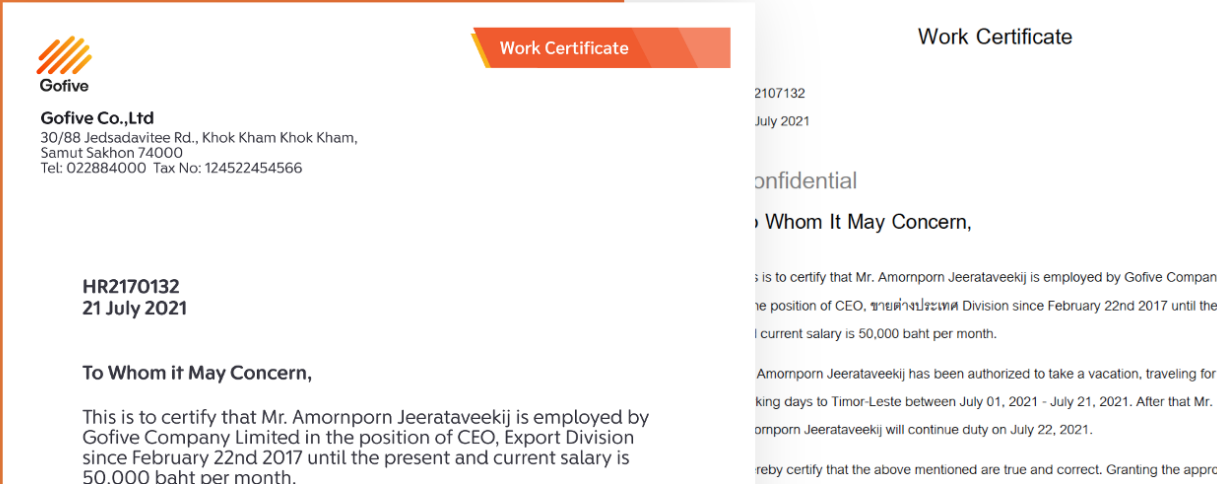 Gofive
Work Certificate
Gofive Co.,Ltd
30/88 Jedsadavitee Rd., Khok Kham Khok Kham,
Samut Sakhon 74000
Tel: 022884000 Tax No: 124522454566
HR2170132
21 July 2021
To Whom it May Concern,
This is to certify that Mr. Amornporn Jeerataveekij is employed by
Gofive Company Limited in the position of CEO, Export Division
since February 22nd 2017 until the present and current salary is
50,000 baht per month.
Work Certificate
2107132
July 2021
onfidential
Whom It May Concern,
is to certify that Mr. Amornporn Jeerataveekij is employed by Gofive Compan
position of CEO, ขายต่างประเทศ Division since February 22nd 2017 until the
current salary is 50,000 baht per month.
Amornporn Jeerataveekij has been authorized to take a vacation, traveling for
king days to Timor-Leste between July 01, 2021 - July 21, 2021. After that Mr.
ornporn Jeerataveekij will continue duty on July 22, 2021.
reby certify that the above mentioned are true and correct. Granting the appro